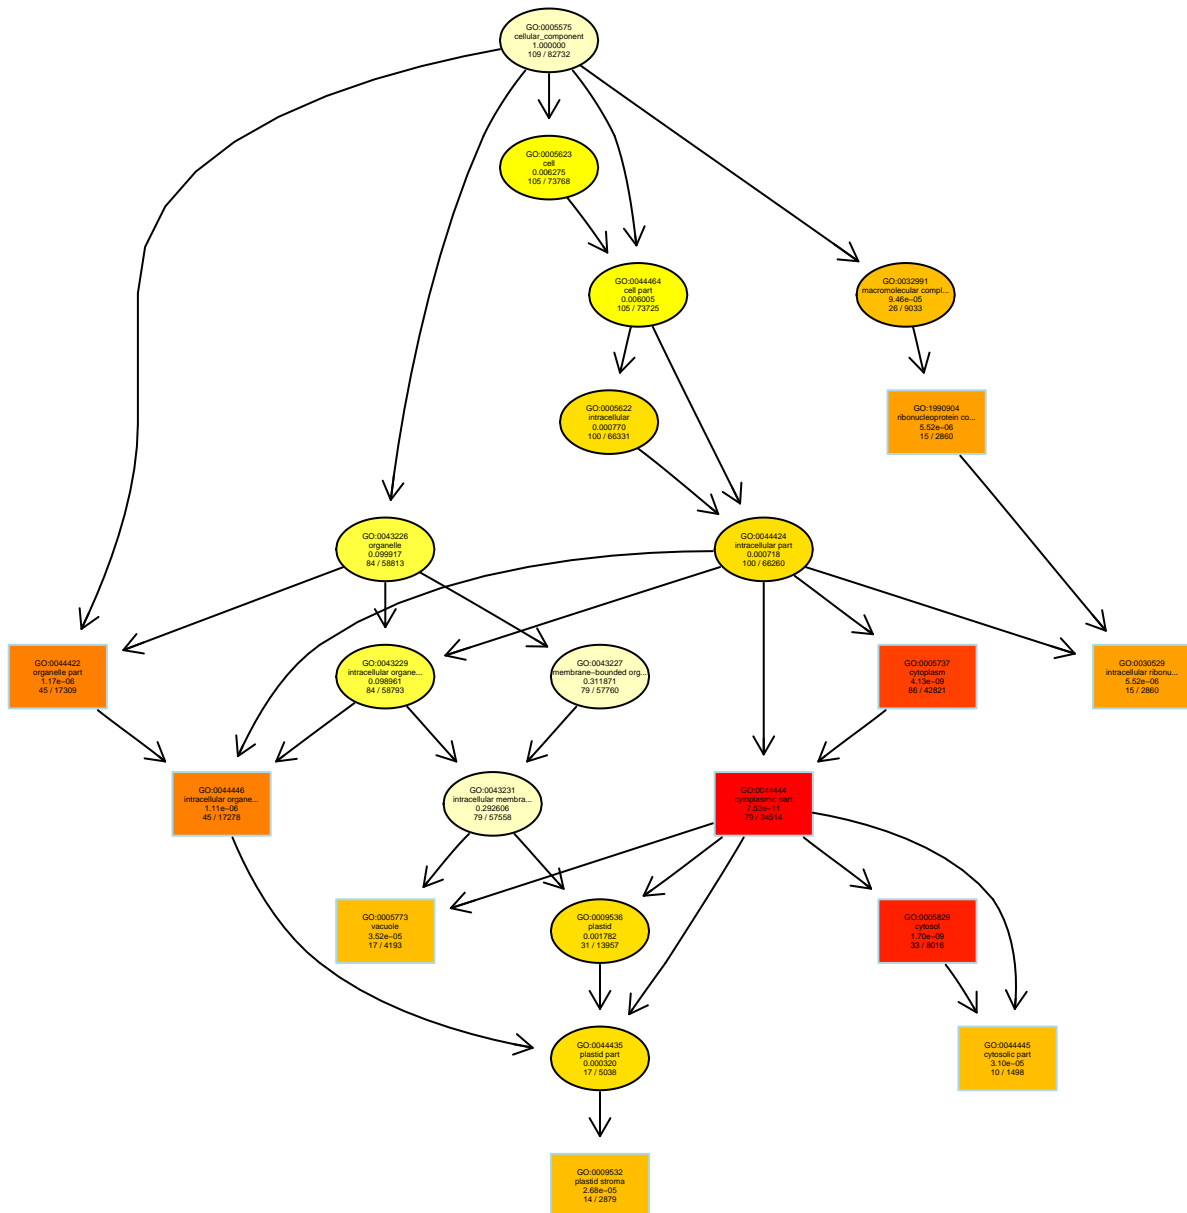 GO:0005575
cellular_component
1.000000
109 / 82732
GO:0005623
cell
0.006275
105 / 73768
GO:0044464
cell part
0.006005
105 / 73725
GO:0032991
macromolecular compl...
9.46e−05
26 / 9033
GO:0005622
intracellular
0.000770
100 / 66331
GO:1990904
ribonucleoprotein co...
5.52e−06
15 / 2860
GO:0043226
organelle
0.099917
84 / 58813
GO:0044424
intracellular part
0.000718
100 / 66260
GO:0044422
organelle part
1.17e−06
45 / 17309
GO:0043229
intracellular organe...
0.098961
84 / 58793
GO:0043227
membrane−bounded org...
0.311871
79 / 57760
GO:0005737
cytoplasm
4.13e−09
86 / 42821
GO:0030529
intracellular ribonu...
5.52e−06
15 / 2860
GO:0044446
intracellular organe...
1.11e−06
45 / 17278
GO:0043231
intracellular membra...
0.292606
79 / 57558
GO:0044444
cytoplasmic part
7.53e−11
79 / 34514
GO:0005773
vacuole
3.52e−05
17 / 4193
GO:0009536
plastid
0.001782
31 / 13957
GO:0005829
cytosol
1.70e−09
33 / 8016
GO:0044435
plastid part
0.000320
17 / 5038
GO:0044445
cytosolic part
3.10e−05
10 / 1498
GO:0009532
plastid stroma
2.68e−05
14 / 2879